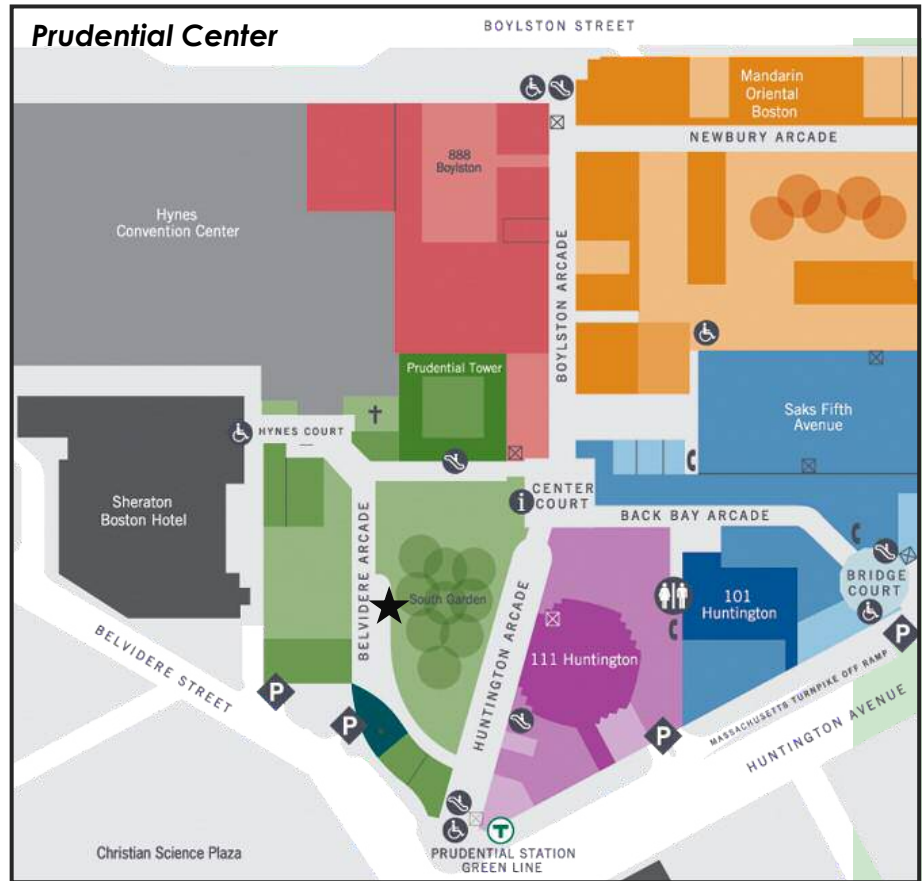 Prudential Center
BOYLSTON STREET
Mandarin
Oriental
Boston
NEWBURY ARCADE
888
Boylston
Hynes
Convention Center
BOYLSTON ARCADE
Prudential Tower
Saks Fifth
Avenue
HYNES COURT
Sheraton
Boston Hotel
i
CENTER
COURT
BACK BAY ARCADE
BELVIDERE ARCADE
South Garden
HUNTINGTON ARCADE
101
Huntington
BRIDGE
COURT
111 Huntington
BELVIDERE STREET
P
P
P
P
MASSACHUSETTS TURNPIKE OFF RAMP
HUNTINGTON AVENUE
T
Christian Science Plaza
PRUDENTIAL STATION
GREEN LINE